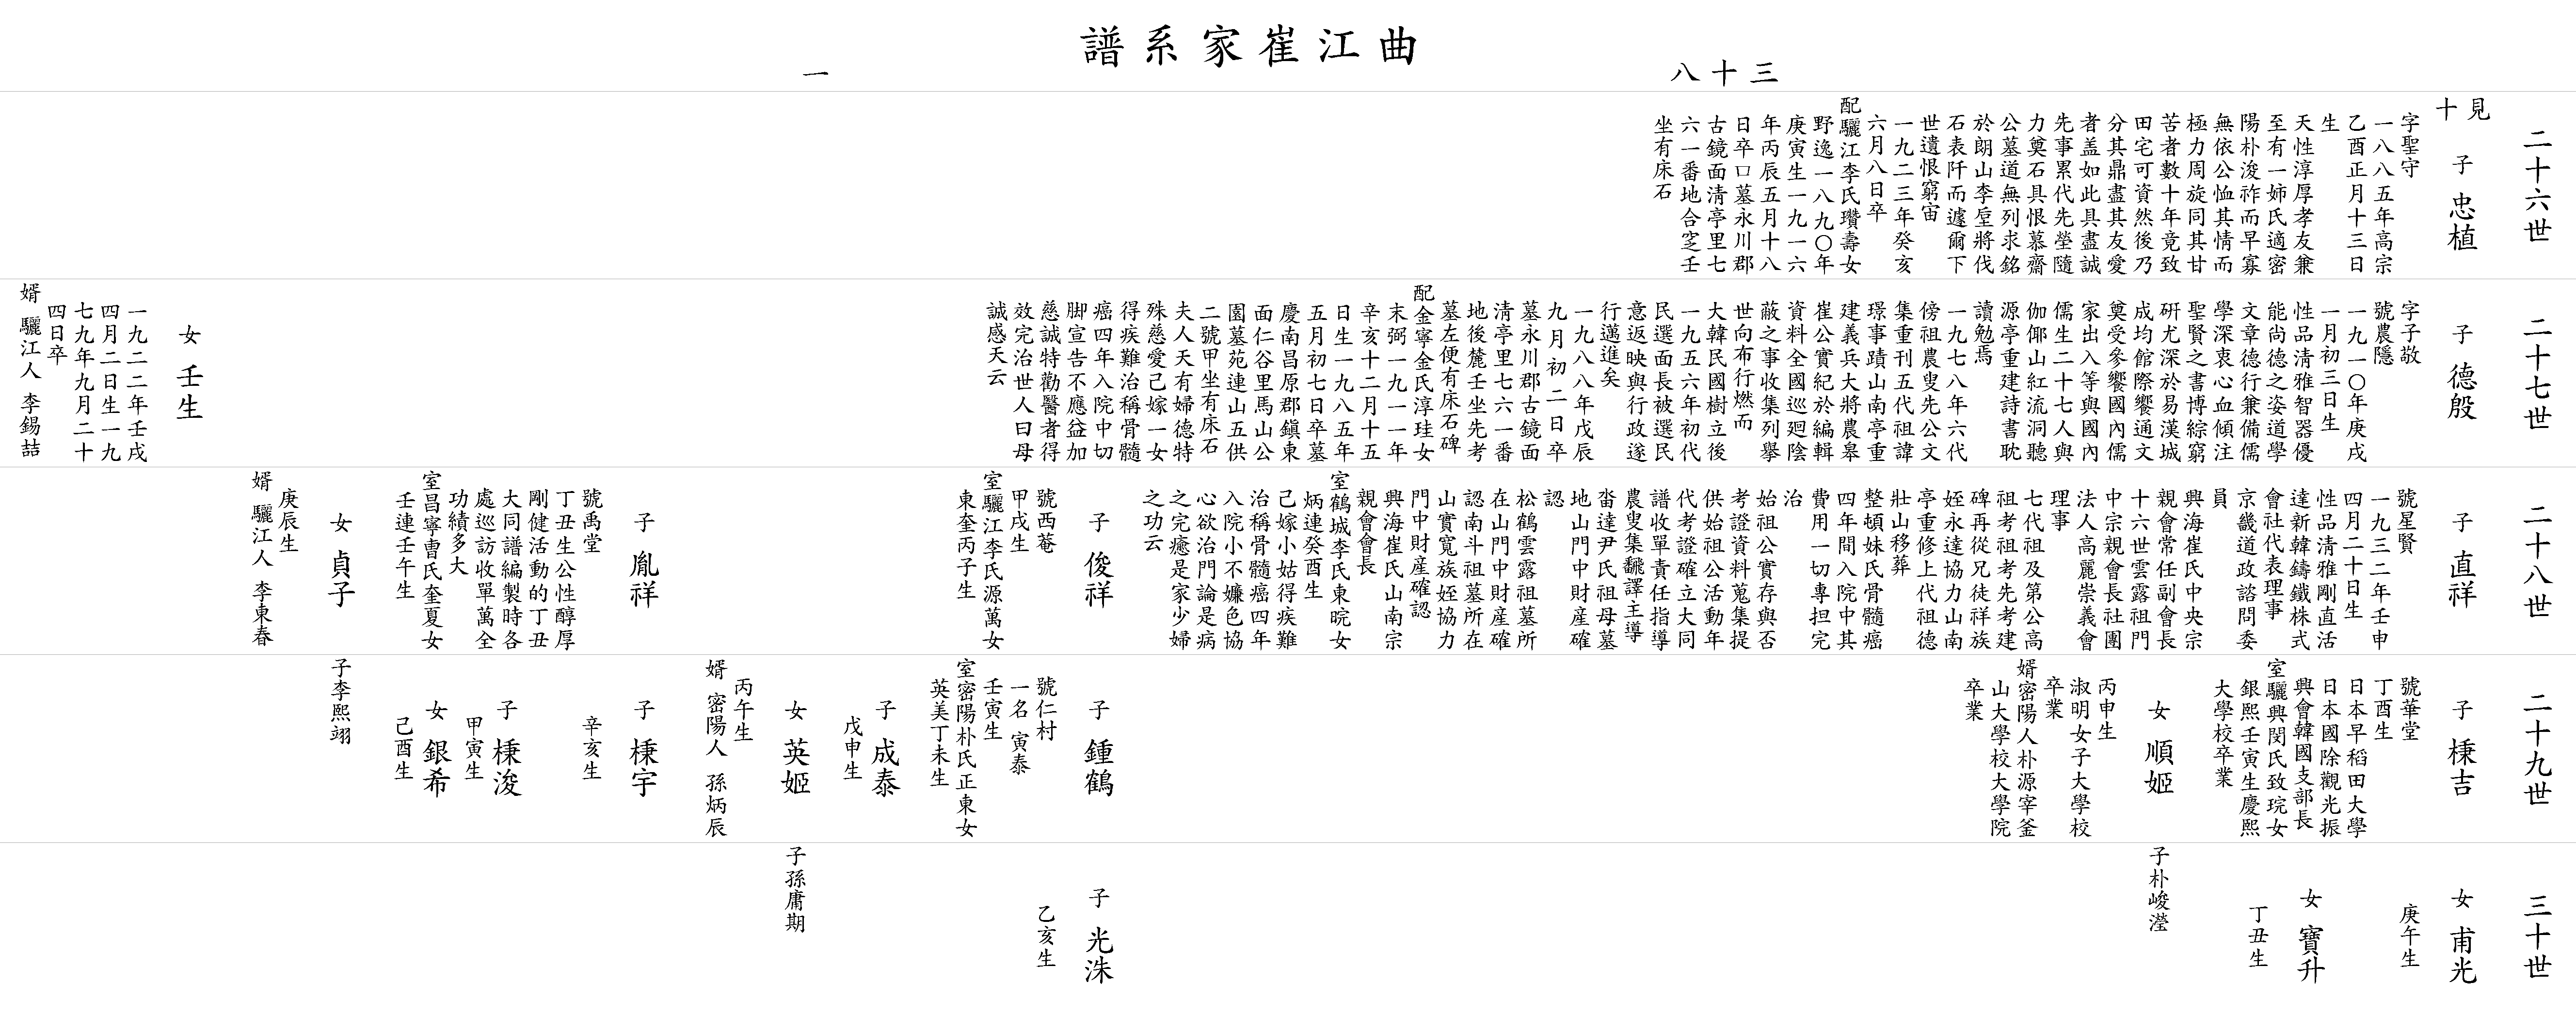 曲江崔家系譜
三十八
一
二十六世
見十
子 忠植
字聖守
一八八五年高宗
乙酉正月十三日
生
天性淳厚孝友兼
至有一姉氏適密
陽朴浚祚而早寡
無依公恤其情而
極力周旋同其甘
苦者數十年竟致
田宅可資然後乃
分其鼎盡其友愛
者盖如此具盡誠
先事累代先塋隨
力奠石具恨慕齋
公墓道無列求銘
於朗山李垕將伐
石表阡而遽爾下
世遺恨窮宙
一九二三年癸亥
六月八日卒
配驪江李氏瓚壽女
野逸一八九〇年
庚寅生一九一六
年丙辰五月十八
日卒口墓永川郡
古鏡面淸亭里七
六一番地合窆壬
坐有床石
二十七世
子 德殷
字子敬
號農隱
一九一〇年庚戌
一月初三日生
性品淸雅智器優
能尚德之姿道學
文章德行兼備儒
學深衷心血傾注
聖賢之書博綜窮
硏尤深於易漢城
成均館際饗通文
奠受參饗國內儒
家出入等與國內
儒生二十七人與
伽倻山紅流洞聽
源亭重建詩書耽
讀勉焉
一九七八年六代
傍祖農叟先公文
集重刊五代祖諱
璟事蹟山南亭重
建義兵大將農皐
崔公實紀於編輯
資料全國巡廻陰
蔽之事收集列擧
世向布行燃而
大韓民國樹立後
一九五六年初代
民選面長被選民
意返映與行政遂
行邁進矣
一九八八年戊辰
九月初二日卒
墓永川郡古鏡面
淸亭里七六一番
地後麓壬坐先考
墓左便有床石碑
配金寧金氏淳珪女
末弼一九一一年
辛亥十二月十五
日生一九八五年
五月初七日卒墓
慶南昌原郡鎭東
面仁谷里馬山公
園墓苑連山五供
二號甲坐有床石
夫人天有婦德特
殊慈愛己嫁一女
得疾難治稱骨髓
癌四年入院中切
脚宣告不應益加
慈誠特勸醫者得
效完治世人曰母
誠感天云
女 壬生
一九二二年壬戌
四月二日生一九
七九年九月二十
四日卒
婿 驪江人 李錫喆
二十八世
子 直祥
號星賢
一九三二年壬申
四月二十日生
性品淸雅剛直活
達新韓鑄鐵株式
會社代表理事
京畿道政諮問委
員
興海崔氏中央宗
親會常任副會長
十六世雲露祖門
中宗親會長社團
法人高麗崇義會
理事
七代祖及第公高
祖考祖考先考建
碑再從兄徒祥族
姪永達協力山南
亭重修上代祖德
壯山移葬
整頓妹氏骨髓癌
四年間入院中其
費用一切專担完
治
始祖公實存與否
考證資料蒐集提
供始祖公活動年
代考證確立大同
譜收單責任指導
農叟集飜譯主導
畓達尹氏祖母墓
地山門中財産確
認
松鶴雲露祖墓所
在山門中財産確
認南斗祖墓所在
山實寛族姪協力
門中財産確認
興海崔氏山南宗
親會會長
室鶴城李氏東晥女
炳連癸酉生
己嫁小姑得疾難
治稱骨髓癌四年
入院小不嫌色協
心欲治門論是病
之完癒是家少婦
之功云
子 俊祥
號西菴
甲戌生
室驪江李氏源萬女
東奎丙子生
子 胤祥
號禹堂
丁丑生公性醇厚
剛健活動的丁丑
大同譜編製時各
處巡訪收單萬全
功績多大
室昌寧曺氏奎夏女
壬連壬午生
女 貞子
庚辰生
婿 驪江人 李東春
二十九世
子 秉吉
號華堂
丁酉生
日本早稻田大學
日本國除觀光振
興會韓國支部長
室驪興閔氏致琓女
銀熙壬寅生慶熙
大學校卒業
女 順姬
丙申生
淑明女子大學校
卒業
婿密陽人朴源宰釜
山大學校大學院
卒業
子 鍾鶴
號仁村
一名 寅泰
壬寅生
室密陽朴氏正東女
英美丁未生
子 成泰
戊申生
女 英姬
丙午生
婿 密陽人 孫炳辰
子 秉宇
辛亥生
子 秉浚
甲寅生
女 銀希
己酉生
子李熙翊
三十世
女 甫光
庚午生
女 寶升
丁丑生
子朴峻瀅
子 光洙
乙亥生
子孫庸期